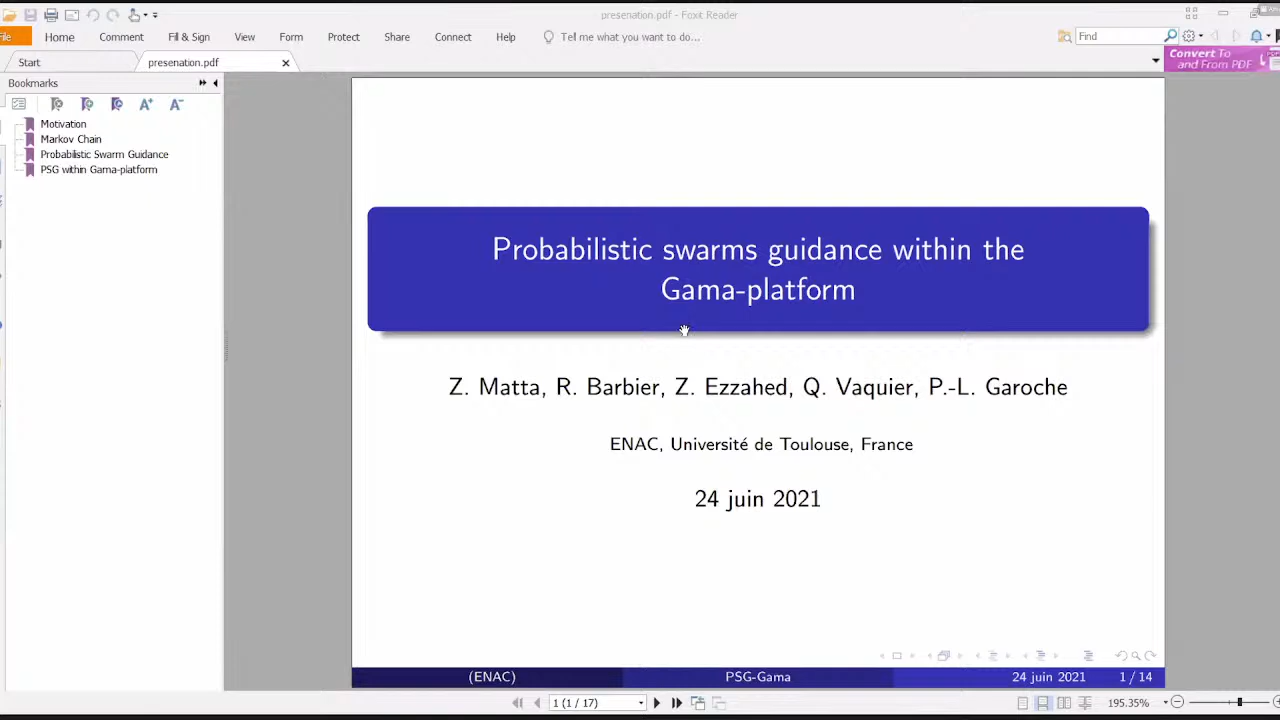 presenation.pdf - Foxit Reader
File
Home
Comment
Fill & Sign
View
Form
Protect
Share
Connect
Help
Tell me what you want to do...
Find
Start
presenation.pdf
Convert To
and From PDF
Bookmarks
Motivation
Markov Chain
Probabilistic Swarm Guidance
PSG within Gama-platform
Probabilistic swarms guidance within the
Gama-platform
Z. Matta, R. Barbier, Z. Ezzahed, Q. Vaquier, P.-L. Garoche
ENAC, Université de Toulouse, France
24 juin 2021
(ENAC)
PSG-Gama
24 juin 2021
1 / 14
1 (1 / 17)
195.35%